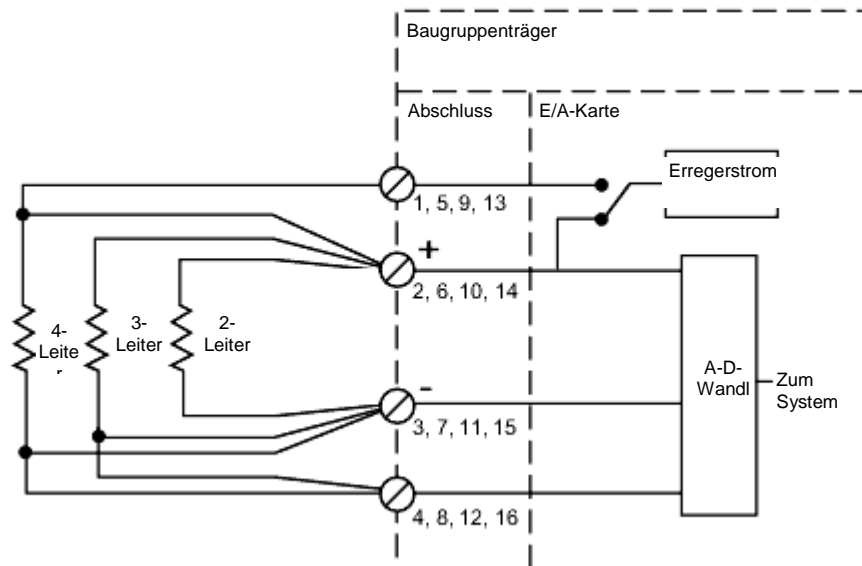 Baugruppenträger
Abschluss
E/A-Karte
Erregerstrom
1, 5, 9, 13
+
2, 6, 10, 14
4-
Leite
r
3-
Leiter
2-
Leiter
A-D-
Wandl
Zum
System
-
3, 7, 11, 15
4, 8, 12, 16